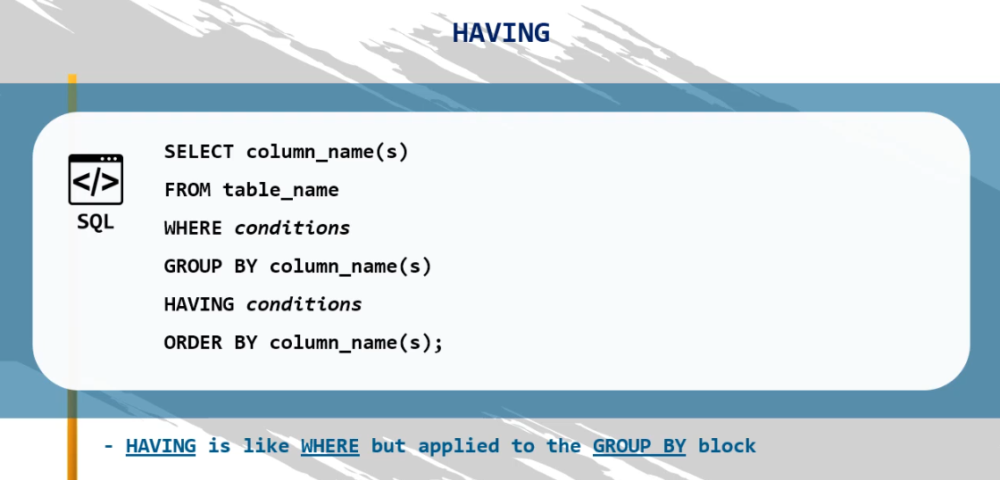 HAVING
SELECT column_name(s)
FROM table_name
WHERE conditions
GROUP BY column_name(s)
HAVING conditions
ORDER BY column_name(s);
</>
SQL
- HAVING is like WHERE but applied to the GROUP BY block